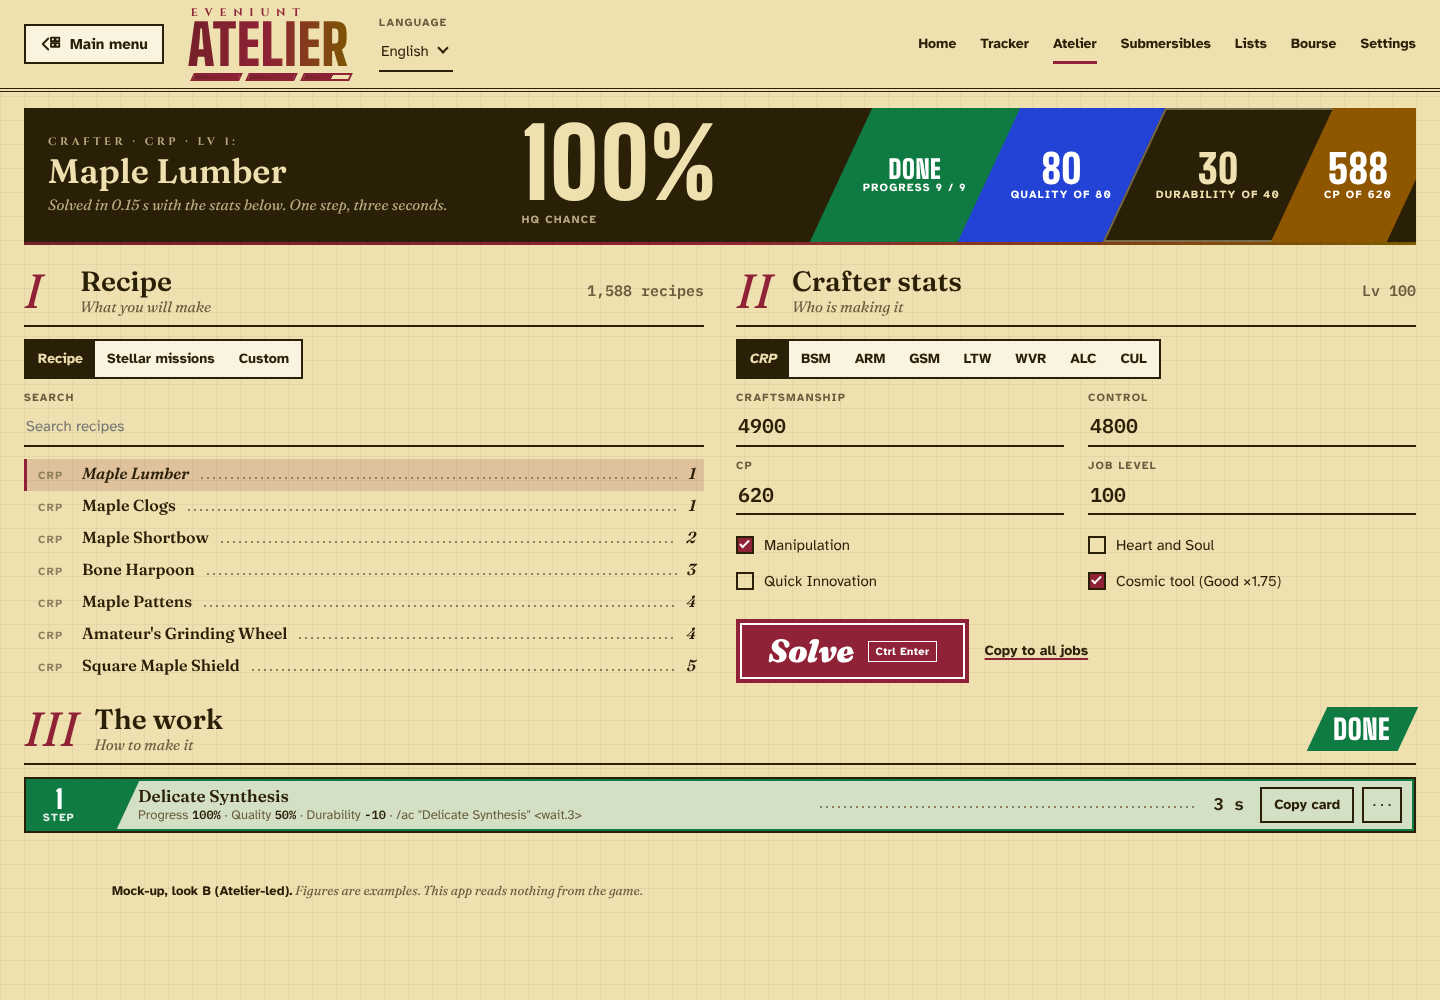 Main menu
EVENIUNT
ATELIER
LANGUAGE
English
Home Tracker Atelier Submersibles Lists Bourse Settings
CRAFTER · CRP · LV 1:
Maple Lumber
Solved in 0.15 s with the stats below. One step, three seconds.
100%
HQ CHANCE
DONE
PROGRESS 9 / 9
80
QUALITY OF 80
30
DURABILITY OF 40
588
CP OF 620
I Recipe
What you will make
1,588 recipes
Recipe Stellar missions Custom
SEARCH
Search recipes
CRP Maple Lumber 1
CRP Maple Clogs 1
CRP Maple Shortbow 2
CRP Bone Harpoon 3
CRP Maple Pattens 4
CRP Amateur's Grinding Wheel 4
CRP Square Maple Shield 5
II Crafter stats
Who is making it
Lv 100
CRP BSM ARM GSM LTW WVR ALC CUL
CRAFTSMANSHIP
4900
CONTROL
4800
CP
620
JOB LEVEL
100
Manipulation
Heart and Soul
Quick Innovation
Cosmic tool (Good ×1.75)
Solve Ctrl Enter
Copy to all jobs
III The work
How to make it
DONE
1
STEP
Delicate Synthesis
Progress 100% · Quality 50% · Durability -10 · /ac "Delicate Synthesis" <wait.3>
3 s
Copy card
...
Mock-up, look B (Atelier-led). Figures are examples. This app reads nothing from the game.